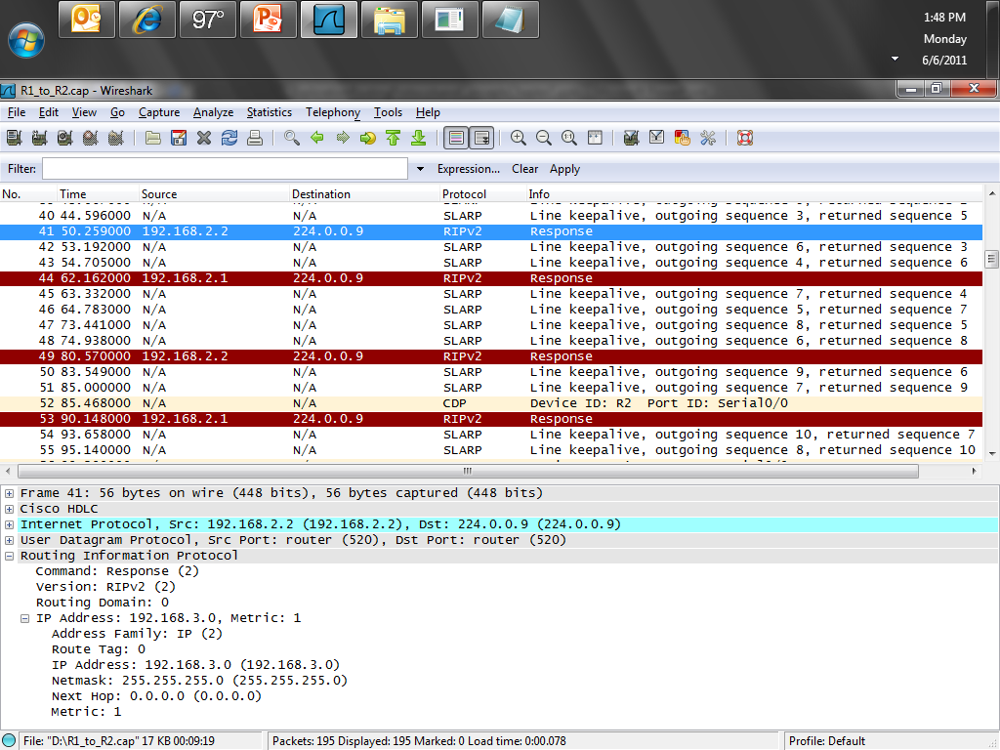 97°
1:48 PM
Monday
6/6/2011
R1_to_R2.cap - Wireshark
File Edit View Go Capture Analyze Statistics Telephony Tools Help
Filter: Expression... Clear Apply
No. Time Source Destination Protocol Info
40 44.596000 N/A N/A SLARP Line keepalive, outgoing sequence 3, returned sequence 5
41 50.259000 192.168.2.2 224.0.0.9 RIPv2 Response
42 53.192000 N/A N/A SLARP Line keepalive, outgoing sequence 6, returned sequence 3
43 54.705000 N/A N/A SLARP Line keepalive, outgoing sequence 4, returned sequence 6
44 62.162000 192.168.2.1 224.0.0.9 RIPv2 Response
45 63.332000 N/A N/A SLARP Line keepalive, outgoing sequence 7, returned sequence 4
46 64.783000 N/A N/A SLARP Line keepalive, outgoing sequence 5, returned sequence 7
47 73.441000 N/A N/A SLARP Line keepalive, outgoing sequence 8, returned sequence 5
48 74.938000 N/A N/A SLARP Line keepalive, outgoing sequence 6, returned sequence 8
49 80.570000 192.168.2.2 224.0.0.9 RIPv2 Response
50 83.549000 N/A N/A SLARP Line keepalive, outgoing sequence 9, returned sequence 6
51 85.000000 N/A N/A SLARP Line keepalive, outgoing sequence 7, returned sequence 9
52 85.468000 N/A N/A CDP Device ID: R2 Port ID: Serial0/0
53 90.148000 192.168.2.1 224.0.0.9 RIPv2 Response
54 93.658000 N/A N/A SLARP Line keepalive, outgoing sequence 10, returned sequence 7
55 95.140000 N/A N/A SLARP Line keepalive, outgoing sequence 8, returned sequence 10
Frame 41: 56 bytes on wire (448 bits), 56 bytes captured (448 bits)
Cisco HDLC
Internet Protocol, Src: 192.168.2.2 (192.168.2.2), Dst: 224.0.0.9 (224.0.0.9)
User Datagram Protocol, Src Port: router (520), Dst Port: router (520)
Routing Information Protocol
Command: Response (2)
Version: RIPv2 (2)
Routing Domain: 0
IP Address: 192.168.3.0, Metric: 1
Address Family: IP (2)
Route Tag: 0
IP Address: 192.168.3.0 (192.168.3.0)
Netmask: 255.255.255.0 (255.255.255.0)
Next Hop: 0.0.0.0 (0.0.0.0)
Metric: 1
File: "D:\R1_to_R2.cap" 17 KB 00:09:19 Packets: 195 Displayed: 195 Marked: 0 Load time: 0:00.078 Profile: Default